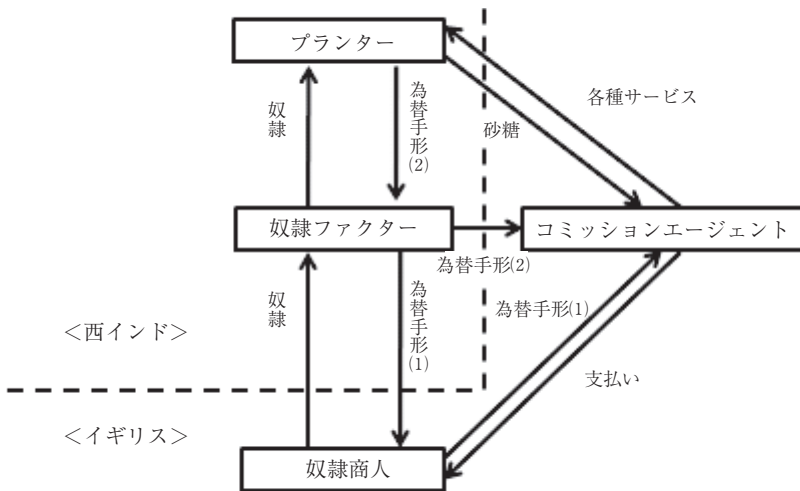 プランター
奴隷
為替手形(2)
各種サービス
砂糖
奴隷ファクター
コミッションエージェント
為替手形(2)
奴隷
為替手形(1)
為替手形(1)
＜西インド＞
支払い
＜イギリス＞
奴隷商人